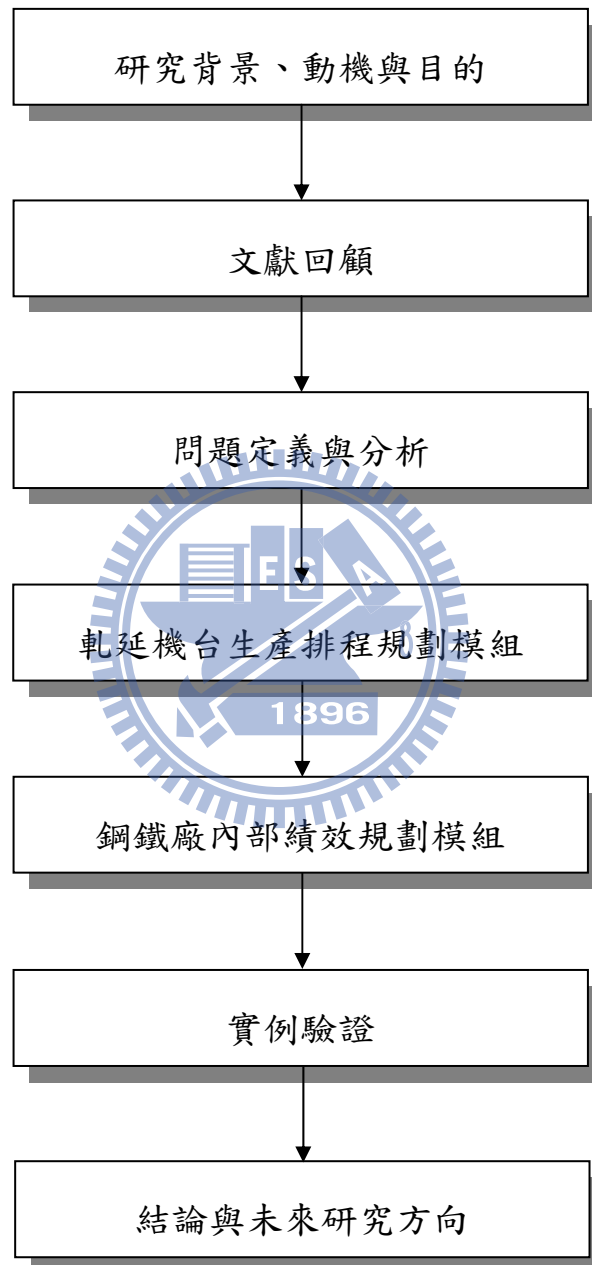 研究背景、動機與目的
文獻回顧
問題定義與分析
ESA
軋延機台生產排程規劃模組
1896
鋼鐵廠內部績效規劃模組
實例驗證
結論與未來研究方向